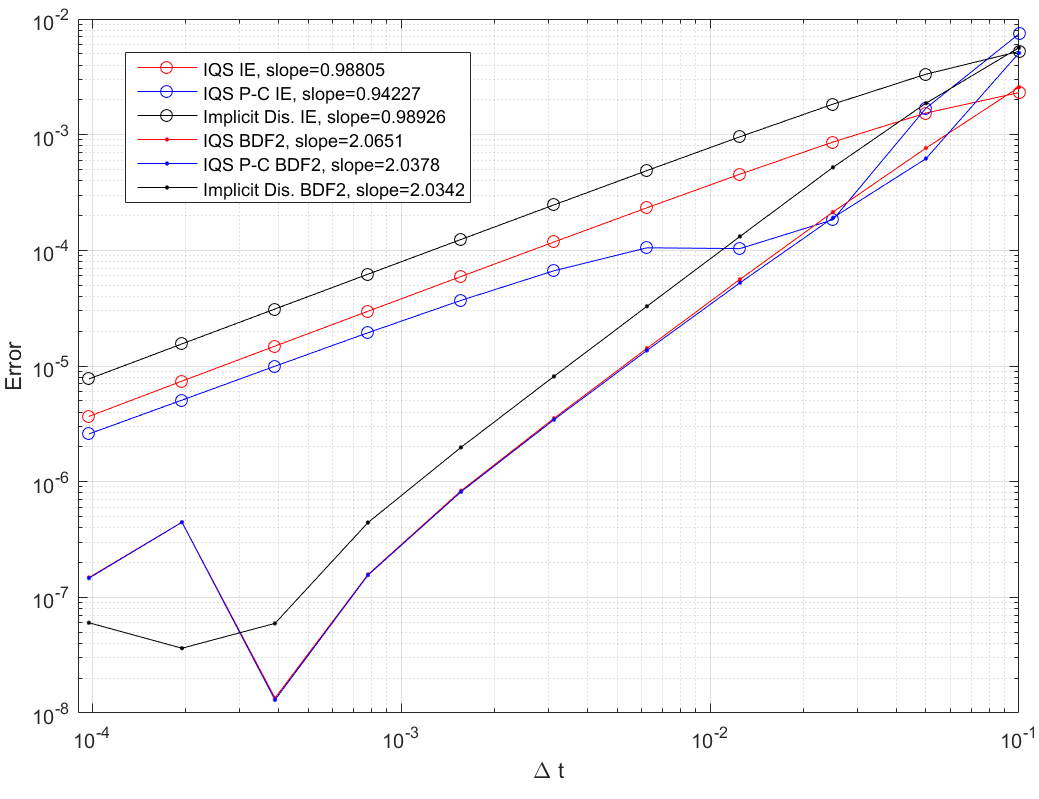 10^-2
10^-3
10^-4
10^-5
10^-6
10^-7
10^-8
Error
IQS IE, slope=0.98805
IQS P-C IE, slope=0.94227
Implicit Dis. IE, slope=0.98926
IQS BDF2, slope=2.0651
IQS P-C BDF2, slope=2.0378
Implicit Dis. BDF2, slope=2.0342
10^-4 10^-3 10^-2 10^-1
Δ t